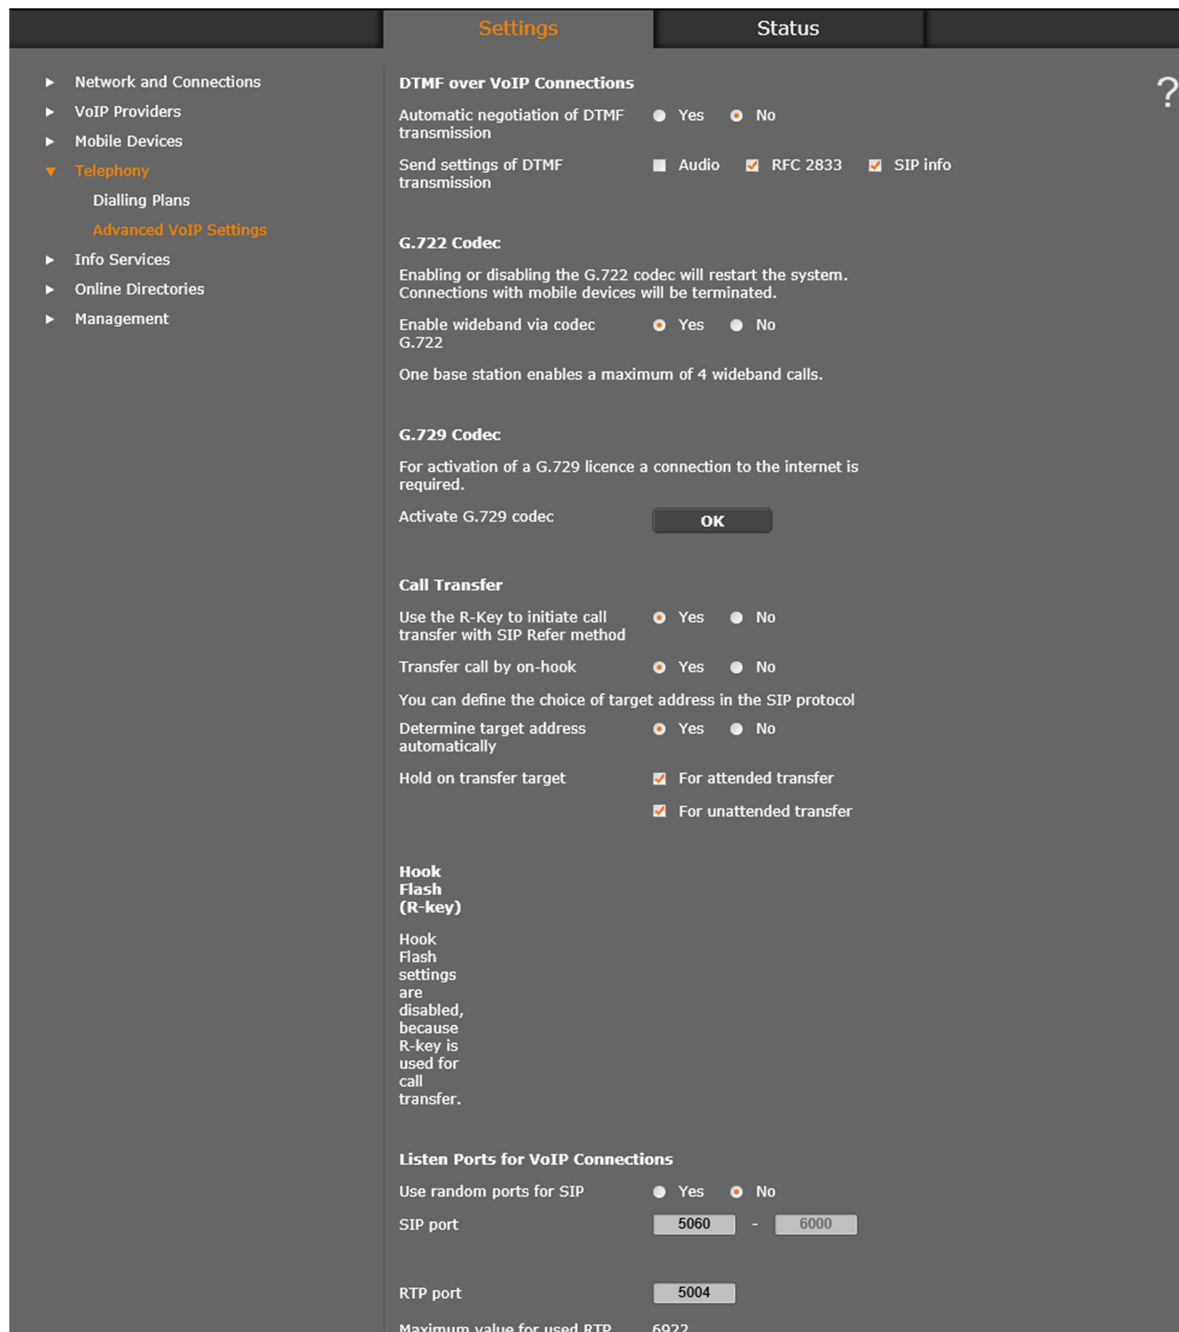 Settings Status
Network and Connections
VoIP Providers
Mobile Devices
Telephony
Dialling Plans
Advanced VoIP Settings
Info Services
Online Directories
Management
?
DTMF over VoIP Connections
Automatic negotiation of DTMF Yes No
transmission
Send settings of DTMF Audio RFC 2833 SIP info
transmission
G.722 Codec
Enabling or disabling the G.722 codec will restart the system.
Connections with mobile devices will be terminated.
Enable wideband via codec Yes No
G.722
One base station enables a maximum of 4 wideband calls.
G.729 Codec
For activation of a G.729 licence a connection to the internet is
required.
Activate G.729 codec OK
Call Transfer
Use the R-Key to initiate call Yes No
transfer with SIP Refer method
Transfer call by on-hook Yes No
You can define the choice of target address in the SIP protocol
Determine target address Yes No
automatically
Hold on transfer target For attended transfer
For unattended transfer
Hook
Flash
(R-key)
Hook
Flash
settings
are
disabled,
because
R-key is
used for
call
transfer.
Listen Ports for VoIP Connections
Use random ports for SIP Yes No
SIP port 5060 - 6000
RTP port 5004
Maximum value for used RTP 6922